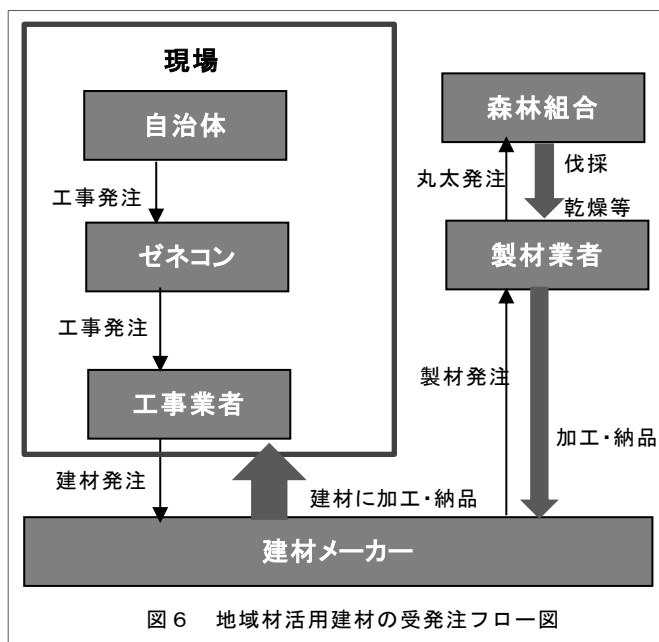 現場
自治体
工事発注
ゼネコン
工事発注
工事業者
建材発注
建材に加工・納品
建材メーカー
森林組合
丸太発注
伐採
乾燥等
製材業者
製材発注
加工・納品
図6 地域材活用建材の受発注フロー図